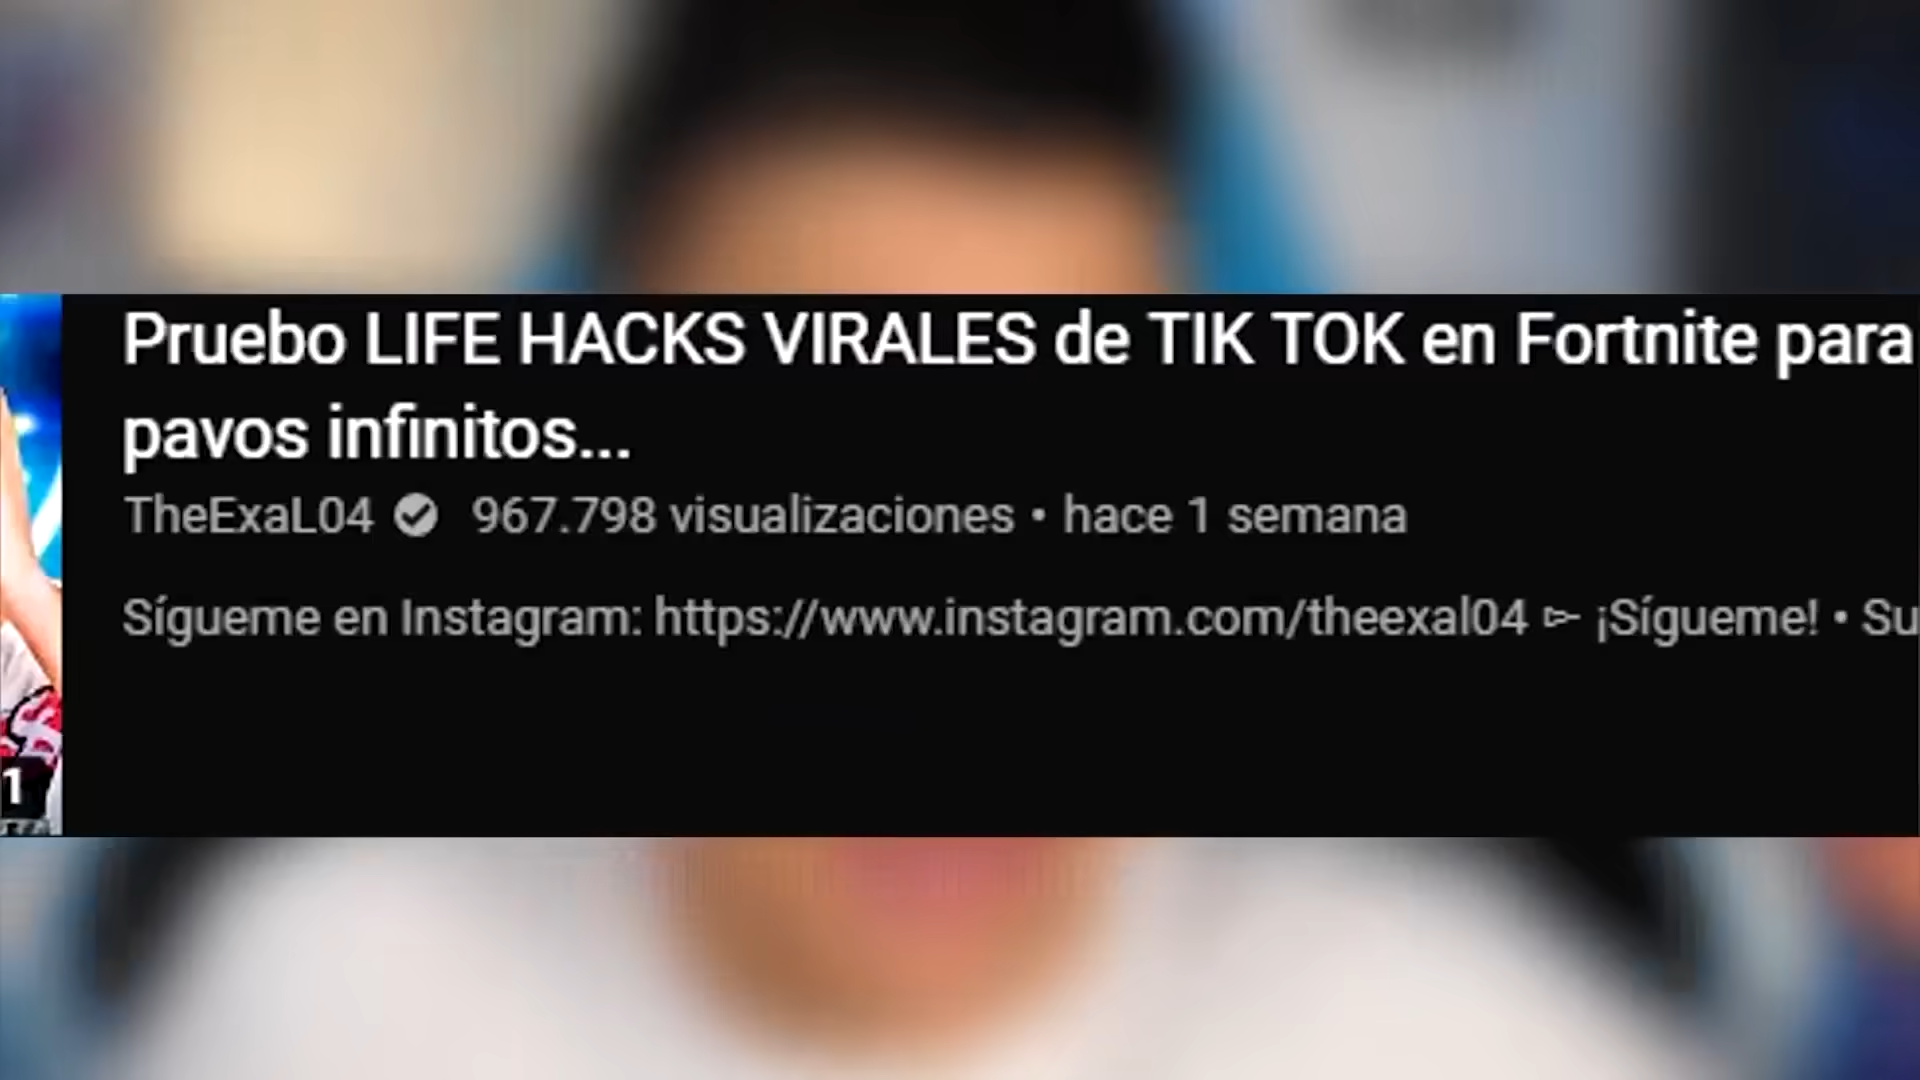 Pruebo LIFE HACKS VIRALES de TIK TOK en Fortnite para
pavos infinitos...
TheExaL04 967.798 visualizaciones • hace 1 semana
Sígueme en Instagram: https://www.instagram.com/theexal04 ▻ ¡Sígueme! • Su
1